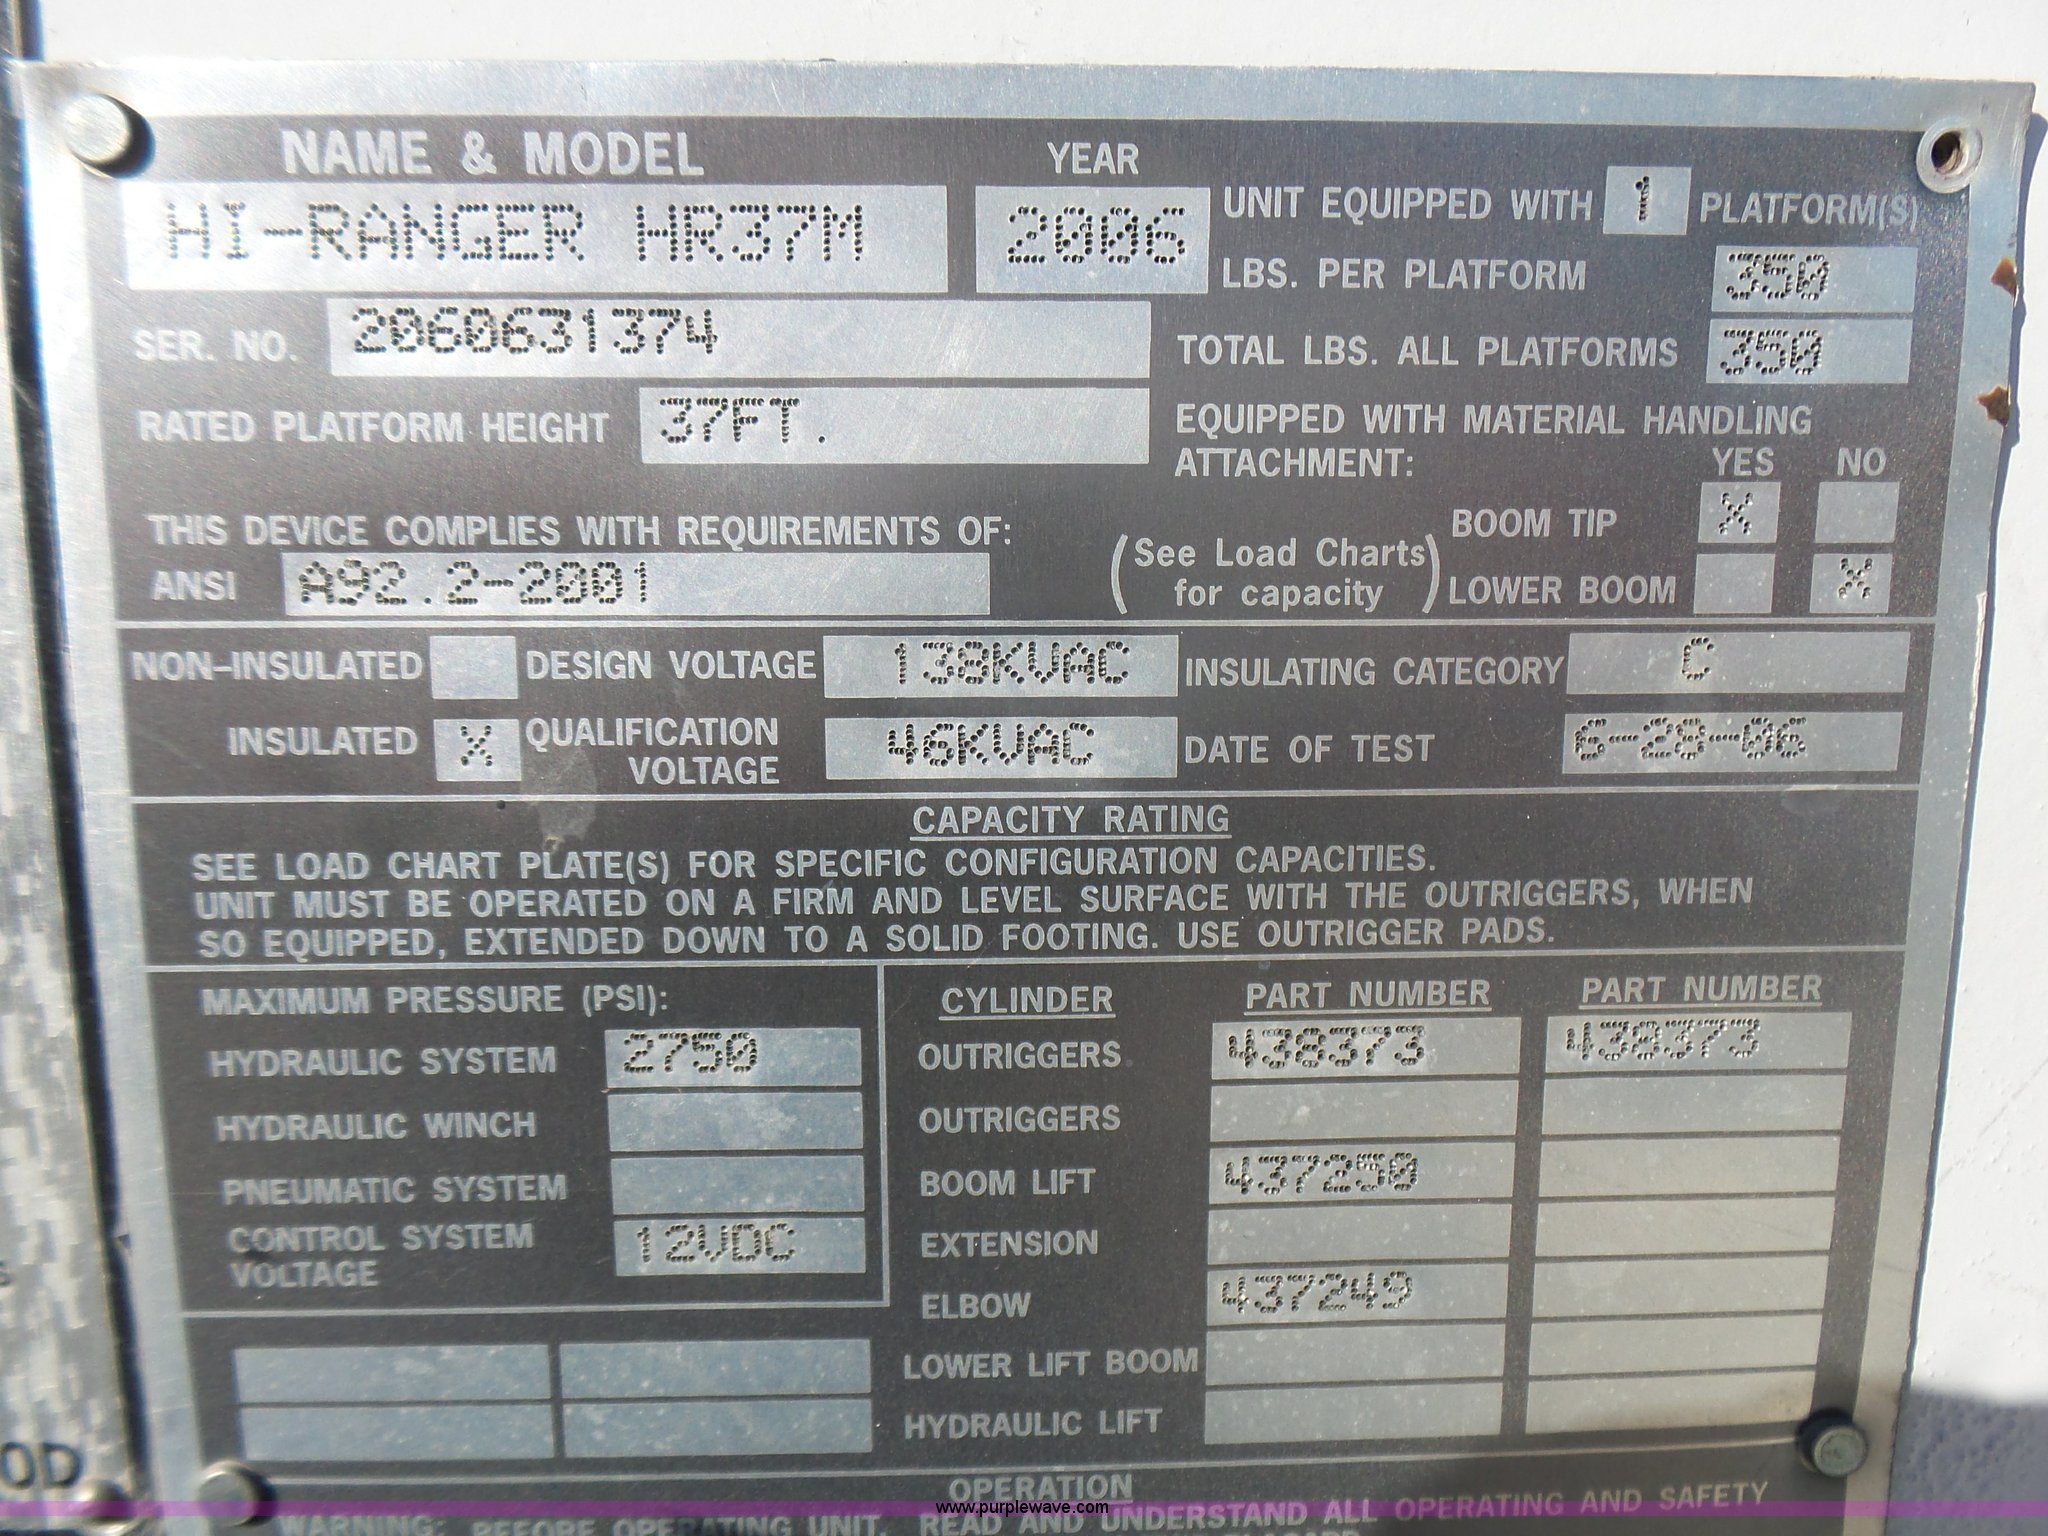 NAME & MODEL YEAR
HI-RANGER HR37M 2006
UNIT EQUIPPED WITH 1 PLATFORM(S)
LBS. PER PLATFORM 350
SER. NO. 2060631374
TOTAL LBS. ALL PLATFORMS 350
RATED PLATFORM HEIGHT 37FT.
EQUIPPED WITH MATERIAL HANDLING
ATTACHMENT: YES NO
THIS DEVICE COMPLIES WITH REQUIREMENTS OF:
ANSI A92.2-2001
(See Load Charts
for capacity)
BOOM TIP X
LOWER BOOM X
NON-INSULATED DESIGN VOLTAGE 138KVAC INSULATING CATEGORY C
INSULATED X QUALIFICATION
VOLTAGE 46KVAC DATE OF TEST 6-28-06
CAPACITY RATING
SEE LOAD CHART PLATE(S) FOR SPECIFIC CONFIGURATION CAPACITIES.
UNIT MUST BE OPERATED ON A FIRM AND LEVEL SURFACE WITH THE OUTRIGGERS, WHEN
SO EQUIPPED, EXTENDED DOWN TO A SOLID FOOTING. USE OUTRIGGER PADS.
MAXIMUM PRESSURE (PSI):
HYDRAULIC SYSTEM 2750
HYDRAULIC WINCH
PNEUMATIC SYSTEM
CONTROL SYSTEM
VOLTAGE 12VDC
CYLINDER PART NUMBER PART NUMBER
OUTRIGGERS 438373 438373
OUTRIGGERS
BOOM LIFT 437250
EXTENSION
ELBOW 437249
LOWER LIFT BOOM
HYDRAULIC LIFT
OPERATION
www.purplewave.com
WARNING: BEFORE OPERATING UNIT, READ AND UNDERSTAND ALL OPERATING AND SAFETY